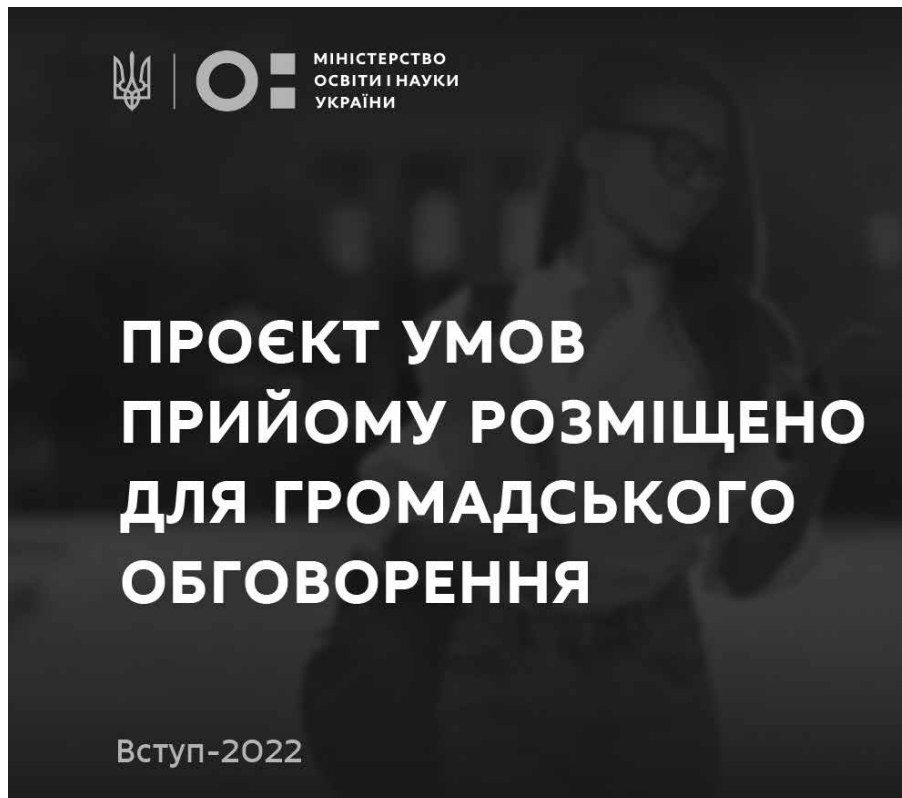 МІНІСТЕРСТВО
ОСВІТИ І НАУКИ
УКРАЇНИ
ПРОЄКТ УМОВ
ПРИЙОМУ РОЗМІЩЕНО
ДЛЯ ГРОМАДСЬКОГО
ОБГОВОРЕННЯ
Вступ-2022